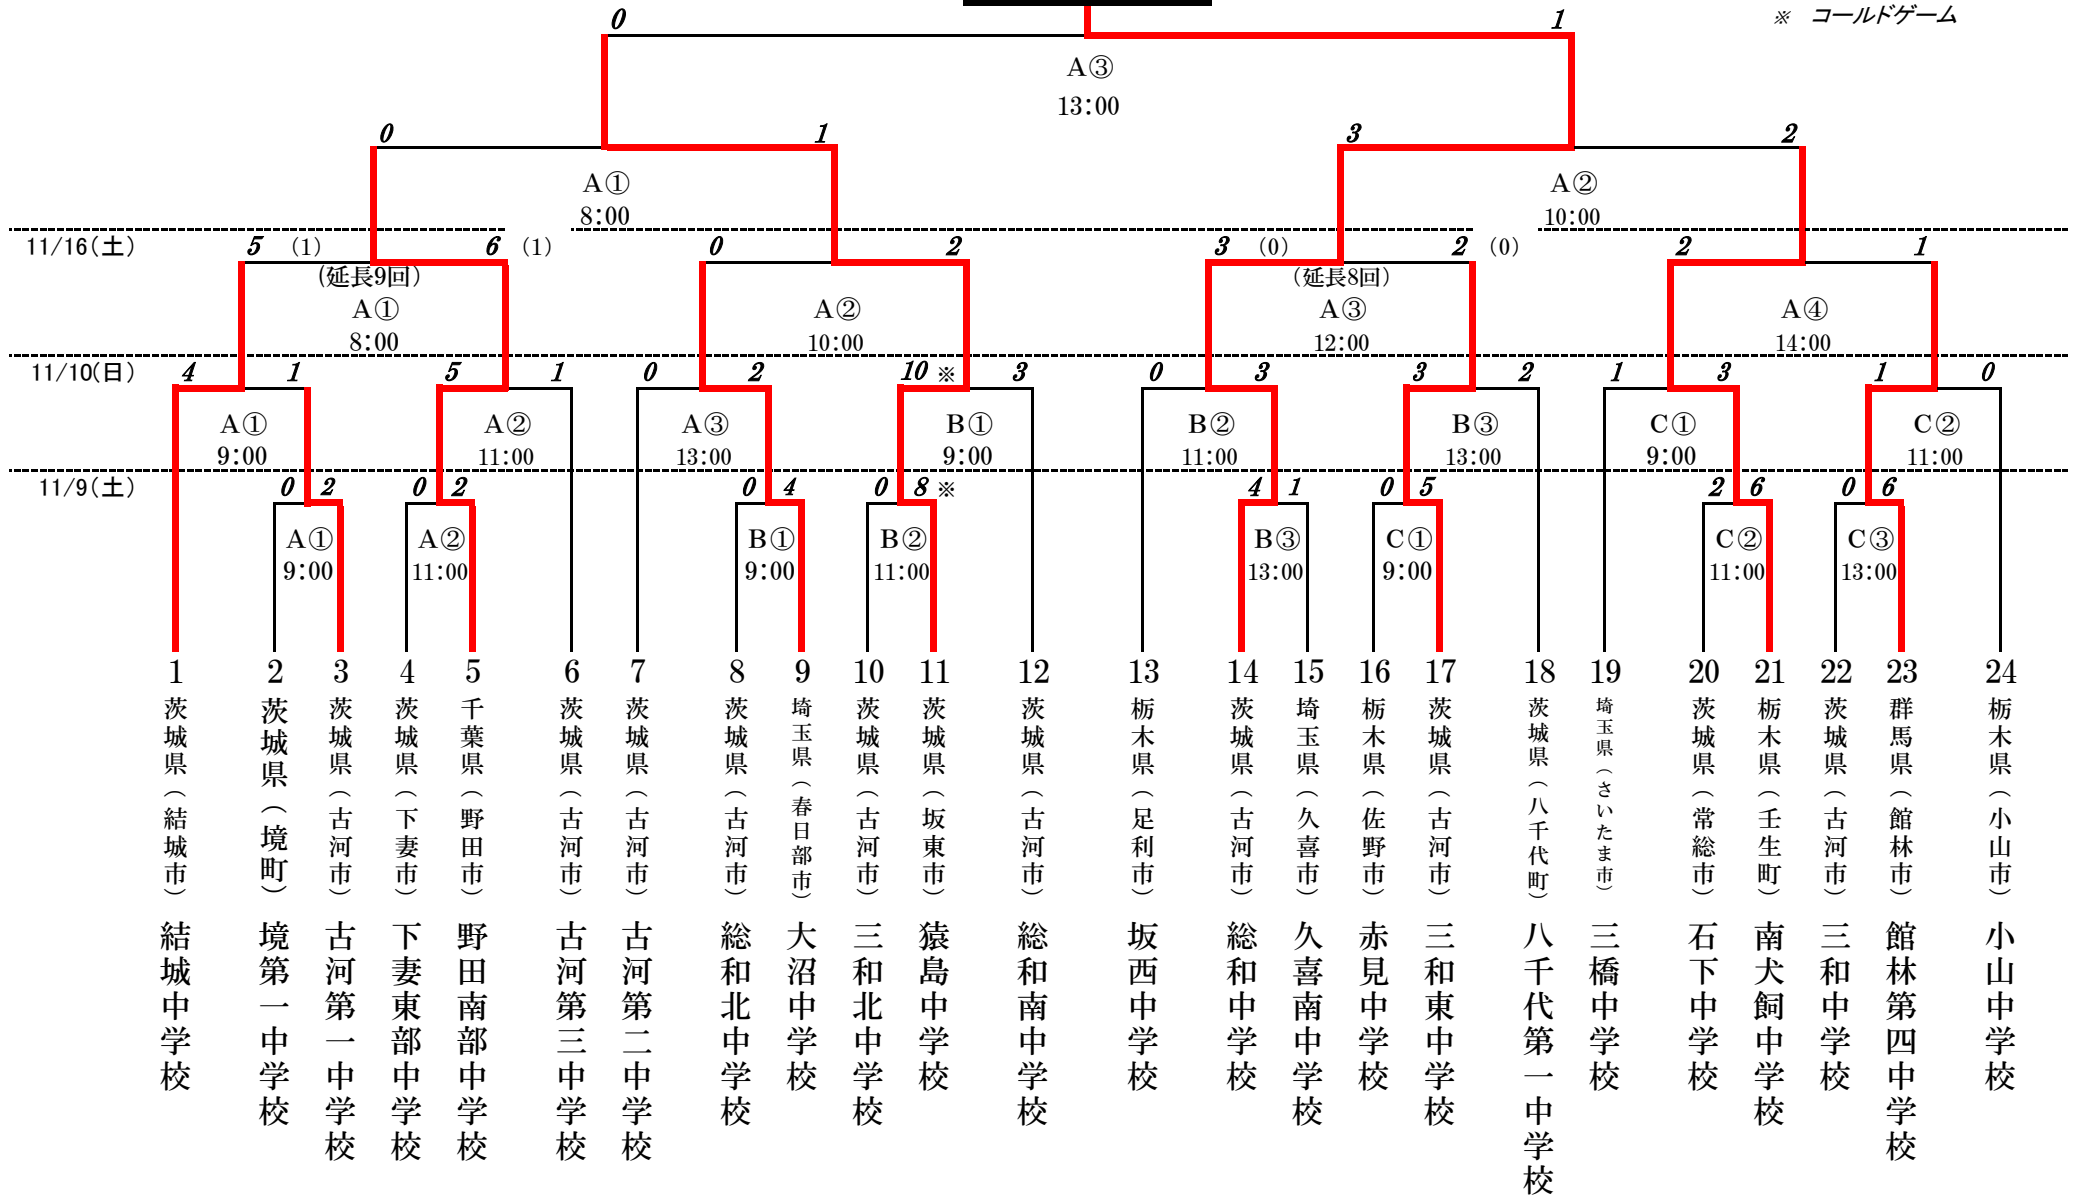 ※ コールドゲーム
0 1
A③
13:00
0 1 3 2
A① A②
8:00 10:00
11/16(土) 5 (1) 6 (1) 0 2 3 (0) 2 (0) 2 1
(延長9回) (延長8回)
A① A② A③ A④
8:00 10:00 12:00 14:00
11/10(日) 4 1 5 1 0 2 10 ※ 3 0 3 3 2 1 3 1 0
A① A② A③ B① B② B③ C① C②
9:00 11:00 13:00 9:00 11:00 13:00 9:00 11:00
11/9(土) 0 2 0 2 0 4 0 8 ※ 4 1 0 5 2 6 0 6
A① A② B① B② B③ C① C② C③
9:00 11:00 9:00 11:00 13:00 9:00 11:00 13:00
1 茨城県(結城市) 結城中学校
2 茨城県(境町) 境第一中学校
3 茨城県(古河市) 古河第一中学校
4 茨城県(下妻市) 下妻東部中学校
5 千葉県(野田市) 野田南部中学校
6 茨城県(古河市) 古河第三中学校
7 茨城県(古河市) 古河第二中学校
8 茨城県(古河市) 総和北中学校
9 埼玉県(春日部市) 大沼中学校
10 茨城県(古河市) 三和北中学校
11 茨城県(坂東市) 猿島中学校
12 茨城県(古河市) 総和南中学校
13 栃木県(足利市) 坂西中学校
14 茨城県(古河市) 総和中学校
15 埼玉県(久喜市) 久喜南中学校
16 栃木県(佐野市) 赤見中学校
17 茨城県(古河市) 三和東中学校
18 茨城県(八千代町) 八千代第一中学校
19 埼玉県(さいたま市) 三橋中学校
20 茨城県(常総市) 石下中学校
21 栃木県(壬生町) 南犬飼中学校
22 茨城県(古河市) 三和中学校
23 群馬県(館林市) 館林第四中学校
24 栃木県(小山市) 小山中学校